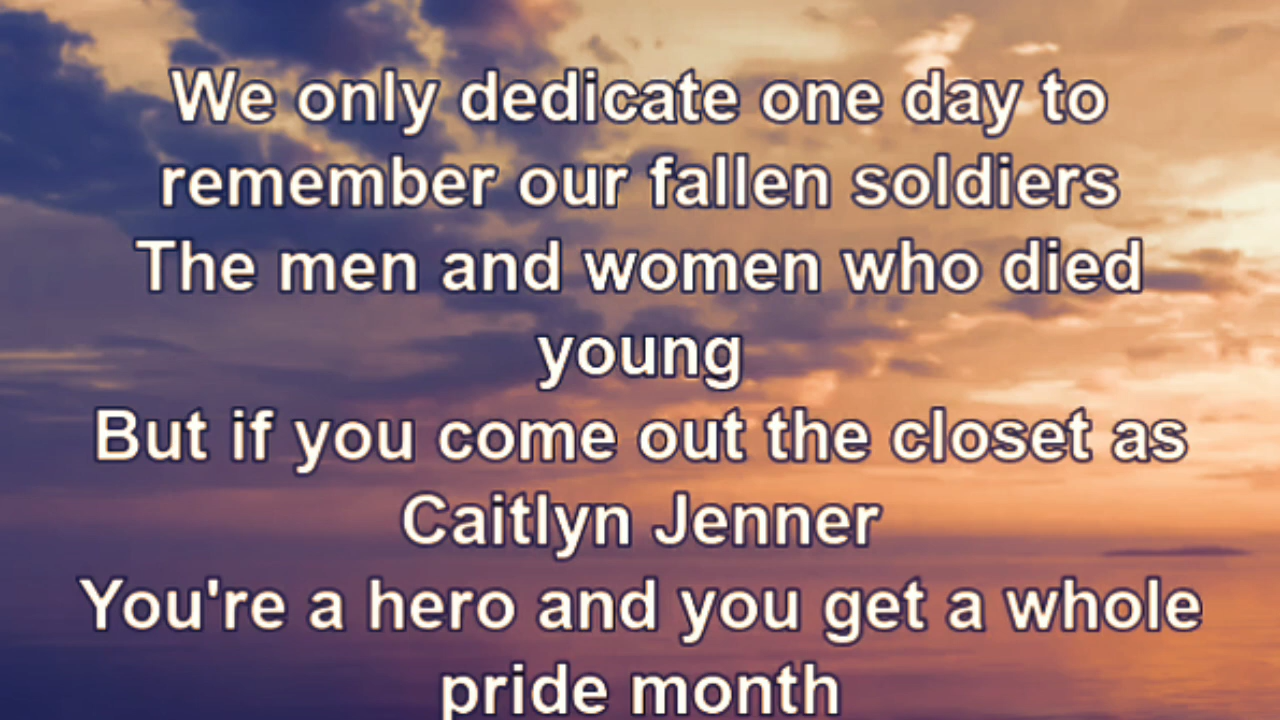 We only dedicate one day to
remember our fallen soldiers
The men and women who died
young
But if you come out the closet as
Caitlyn Jenner
You're a hero and you get a whole
pride month